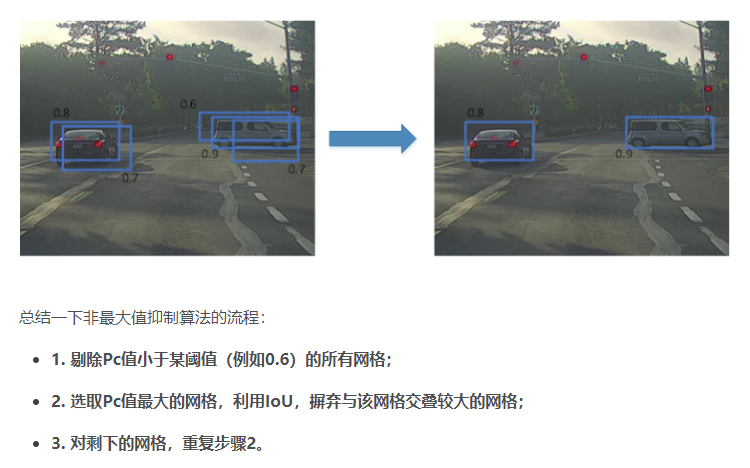 0.8
0.6
0.9
0.7
0.7
0.8
0.9
总结一下非最大值抑制算法的流程：
1. 剔除Pc值小于某阈值（例如0.6）的所有网格；
2. 选取Pc值最大的网格，利用IoU，摒弃与该网格交叠较大的网格；
3. 对剩下的网格，重复步骤2。